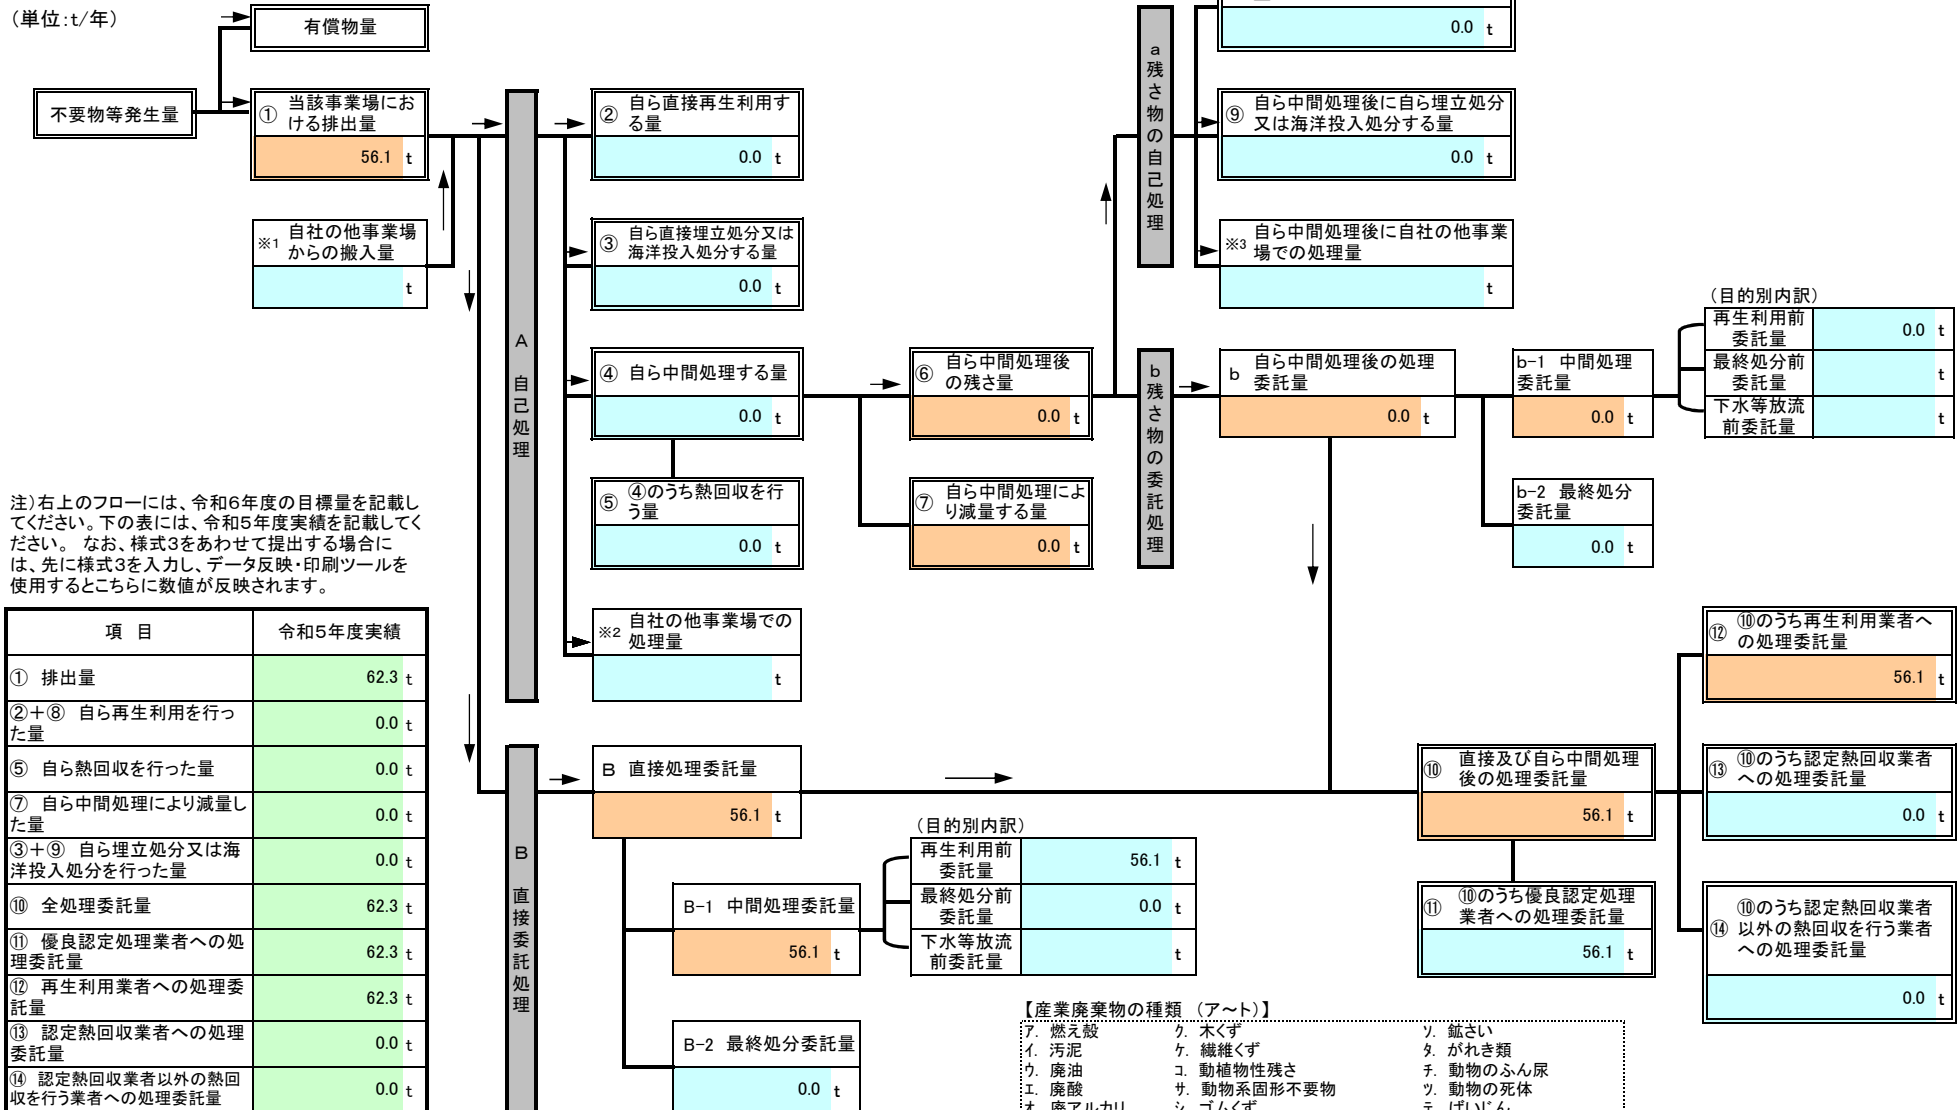 （単位：t/年）
有償物量
不要物等発生量
① 当該事業場にお
ける排出量
56.1 t
※1 自社の他事業場
からの搬入量
t
A 自己処理
② 自ら直接再生利用す
る量
0.0 t
③ 自ら直接埋立処分又は
海洋投入処分する量
0.0 t
④ 自ら中間処理する量
0.0 t
⑤ ④のうち熱回収を行
う量
0.0 t
※2 自社の他事業場での
処理量
t
⑥ 自ら中間処理後
の残さ量
0.0 t
⑦ 自ら中間処理によ
り減量する量
0.0 t
a 残さ物の自己処理
0.0 t
⑨ 自ら中間処理後に自ら埋立処分
又は海洋投入処分する量
0.0 t
※3 自ら中間処理後に自社の他事業
場での処理量
t
b 残さ物の委託処理
b 自ら中間処理後の処理
委託量
0.0 t
b-1 中間処理
委託量
0.0 t
b-2 最終処分
委託量
0.0 t
（目的別内訳）
再生利用前
委託量
0.0 t
最終処分前
委託量
t
下水等放流
前委託量
t
注）右上のフローには、令和６年度の目標量を記載し
てください。下の表には、令和５年度実績を記載してく
ださい。 なお、様式３をあわせて提出する場合に
は、先に様式３を入力し、データ反映・印刷ツールを
使用するとこちらに数値が反映されます。
項 目 令和５年度実績
① 排出量 62.3 t
②＋⑧ 自ら再生利用を行っ
た量
0.0 t
⑤ 自ら熱回収を行った量 0.0 t
⑦ 自ら中間処理により減量し
た量
0.0 t
③＋⑨ 自ら埋立処分又は海
洋投入処分を行った量
0.0 t
⑩ 全処理委託量 62.3 t
⑪ 優良認定処理業者への処
理委託量
62.3 t
⑫ 再生利用業者への処理委
託量
62.3 t
⑬ 認定熱回収業者への処理
委託量
0.0 t
⑭ 認定熱回収業者以外の熱回
収を行う業者への処理委託量
0.0 t
B 直接委託処理
B 直接処理委託量
56.1 t
B-1 中間処理委託量
56.1 t
B-2 最終処分委託量
0.0 t
（目的別内訳）
再生利用前
委託量
56.1 t
最終処分前
委託量
0.0 t
下水等放流
前委託量
t
⑩ 直接及び自ら中間処理
後の処理委託量
56.1 t
⑪ ⑩のうち優良認定処理
業者への処理委託量
56.1 t
⑫ ⑩のうち再生利用業者へ
の処理委託量
56.1 t
⑬ ⑩のうち認定熱回収業者
への処理委託量
0.0 t
⑭ ⑩のうち認定熱回収業者
以外の熱回収を行う業者
への処理委託量
0.0 t
【産業廃棄物の種類 （ア～ト）】
ア. 燃え殻 ク. 木くず ソ. 鉱さい
イ. 汚泥 ケ. 繊維くず タ. がれき類
ウ. 廃油 コ. 動植物性残さ チ. 動物のふん尿
エ. 廃酸 サ. 動物系固形不要物 ツ. 動物の死体
オ. 廃アルカリ シ. ゴムくず テ. ばいじん